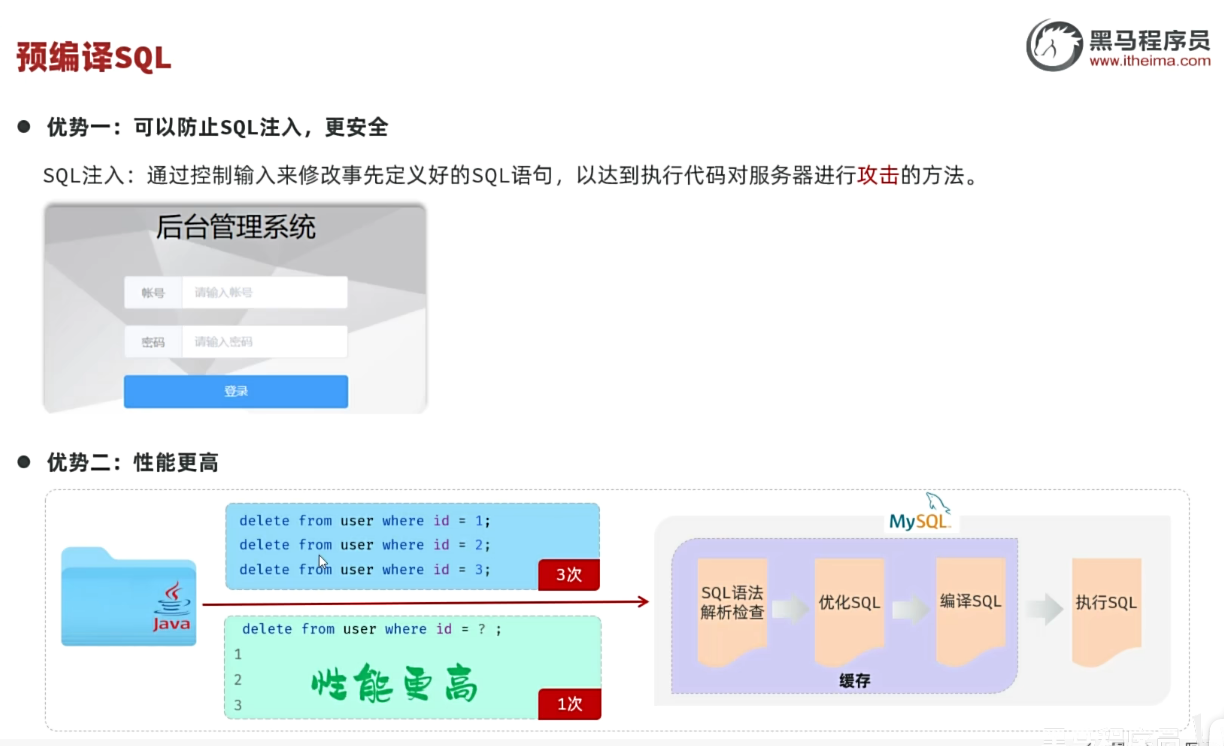 预编译SQL
黑马程序员
www.itheima.com
优势一：可以防止SQL注入，更安全
SQL注入：通过控制输入来修改事先定义好的SQL语句，以达到执行代码对服务器进行攻击的方法。
后台管理系统
帐号 请输入帐号
密码 请输入密码
登录
优势二：性能更高
Java
delete from user where id = 1;
delete from user where id = 2;
delete from user where id = 3;
3次
delete from user where id = ? ;
1
2
3
性能更高
1次
MySQL
SQL语法
解析检查
优化SQL
编译SQL
执行SQL
缓存